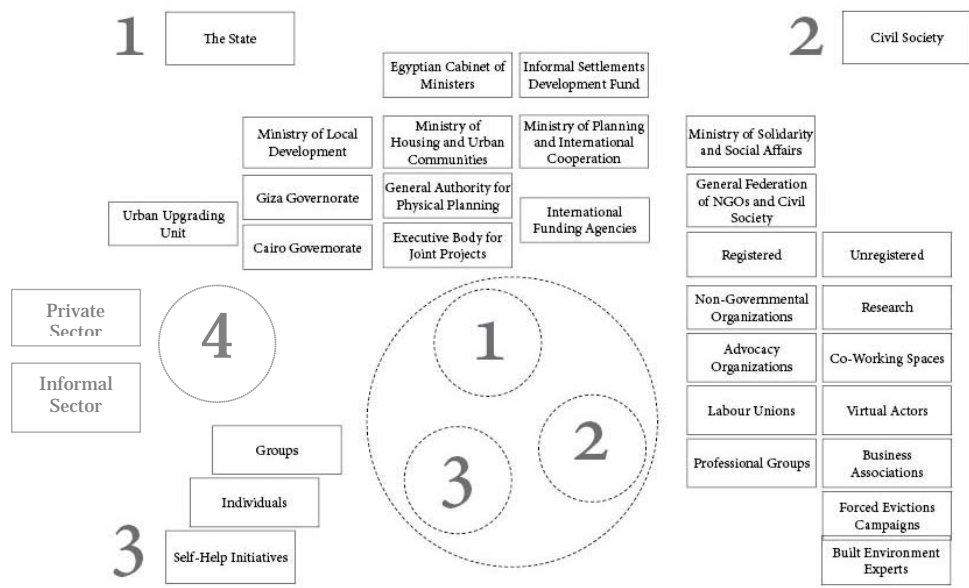 1
The State
2
Civil Society
Egyptian Cabinet of
Ministers
Informal Settlements
Development Fund
Ministry of Local
Development
Ministry of
Housing and Urban
Communities
Ministry of Planning
and International
Cooperation
Ministry of Solidarity
and Social Affairs
Urban Upgrading
Unit
Giza Governorate
General Authority for
Physical Planning
International
Funding Agencies
General Federation
of NGOs and Civil
Society
Cairo Governorate
Executive Body for
Joint Projects
Registered
Unregistered
Private
Sector
Informal
Sector
4
1
2
3
Non-Governmental
Organizations
Research
Advocacy
Organizations
Co-Working Spaces
Labour Unions
Virtual Actors
Professional Groups
Business
Associations
Forced Evictions
Campaigns
Built Environment
Experts
Groups
Individuals
3
Self-Help Initiatives